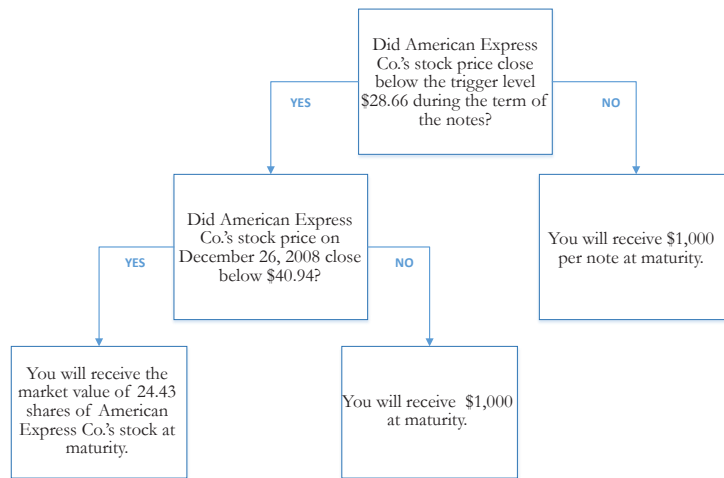 Did American Express
Co.'s stock price close
below the trigger level
$28.66 during the term of
the notes?
YES
NO
Did American Express
Co.'s stock price on
December 26, 2008 close
below $40.94?
You will receive $1,000
per note at maturity.
YES
NO
You will receive the
market value of 24.43
shares of American
Express Co.'s stock at
maturity.
You will receive $1,000
at maturity.